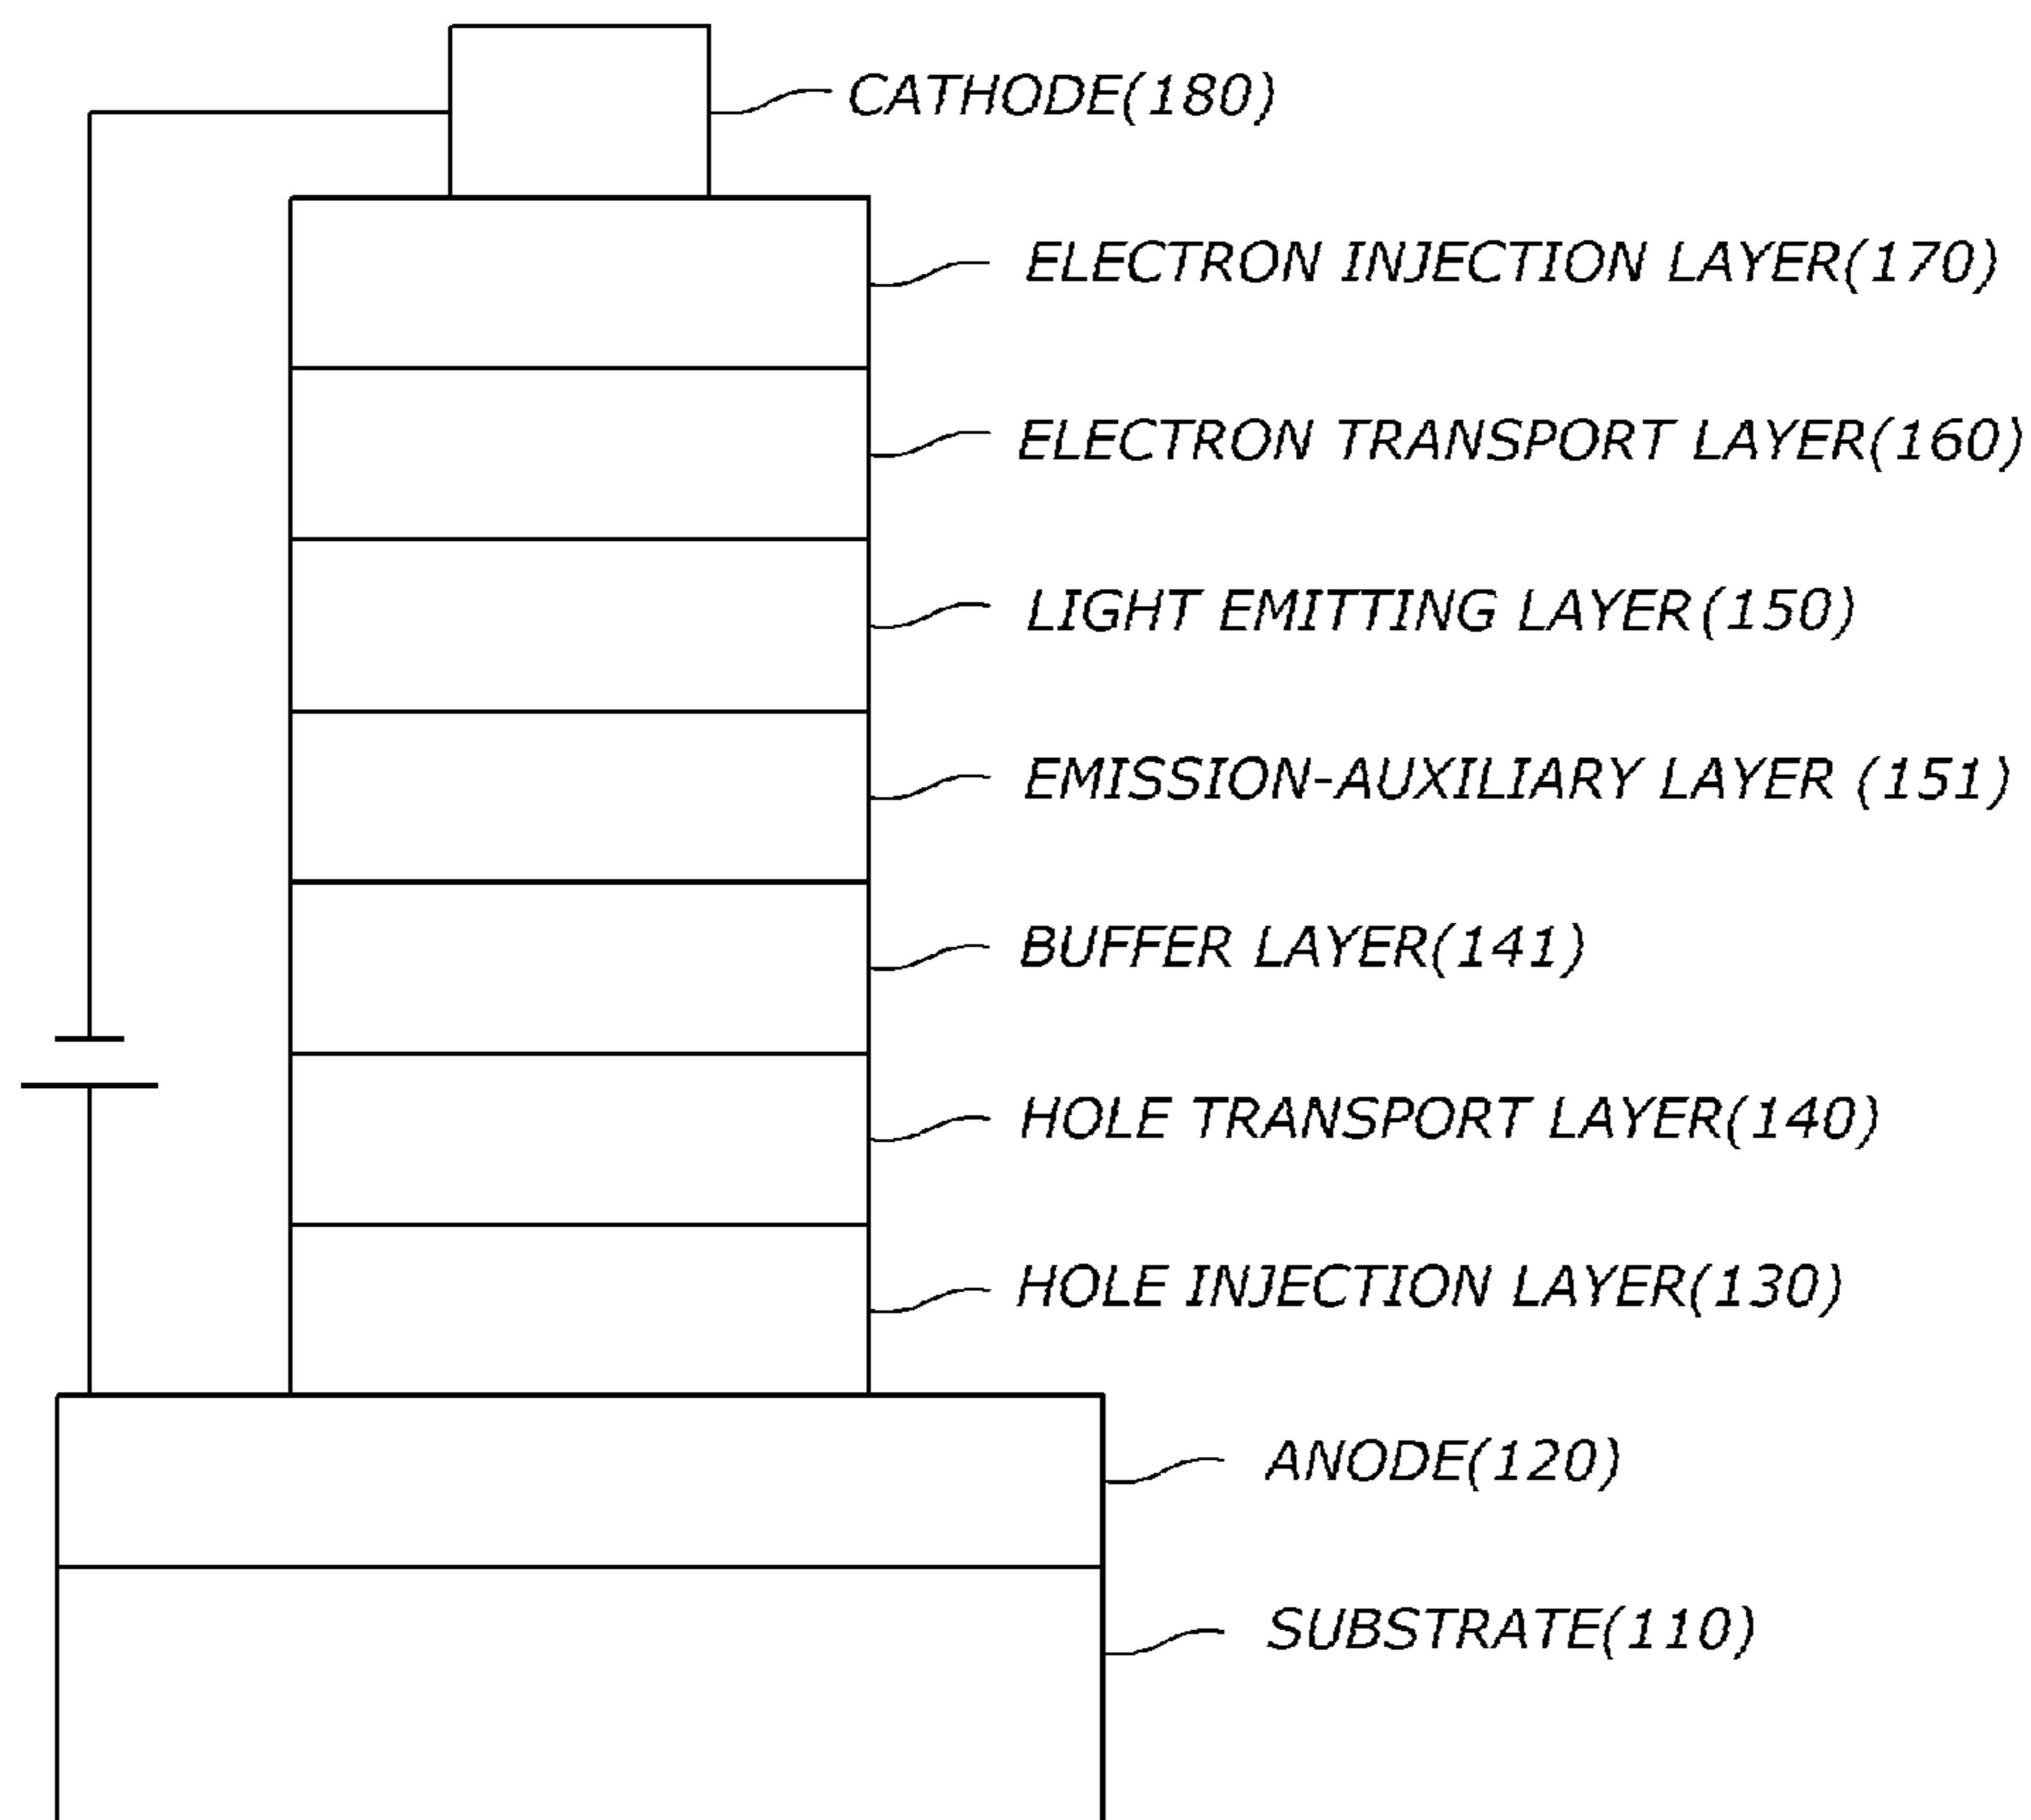 CATHODE(180)
ELECTRON INJECTION LAYER(170)
ELECTRON TRANSPORT LAYER(160)
LIGHT EMITTING LAYER(150)
EMISSION-AUXILIARY LAYER (151)
BUFFER LAYER(141)
HOLE TRANSPORT LAYER(140)
HOLE INJECTION LAYER(130)
ANODE(120)
SUBSTRATE(110)